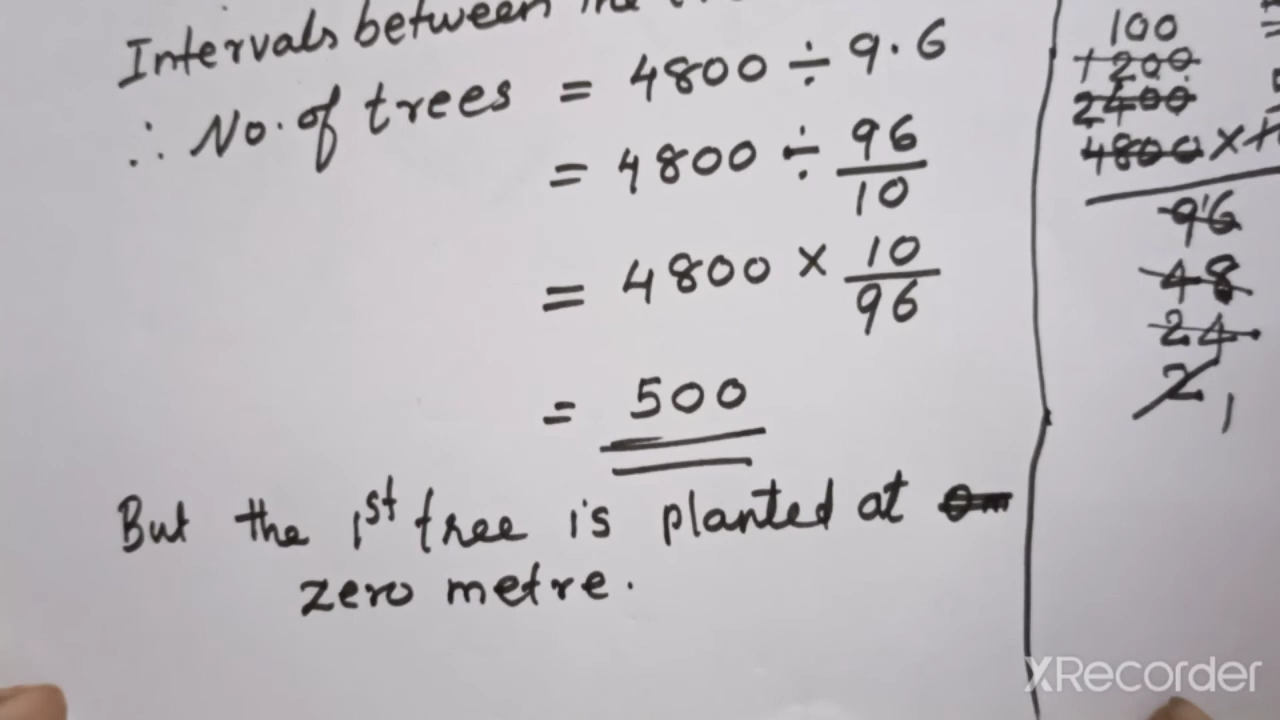 Intervals between the
∴ No. of trees = 4800 ÷ 9.6
= 4800 ÷ 96/10
= 4800 × 10/96
= 500
But the 1st tree is planted at
zero metre.
100
1200
2400
4800 ×
96
48
24
2 1
XRecorder